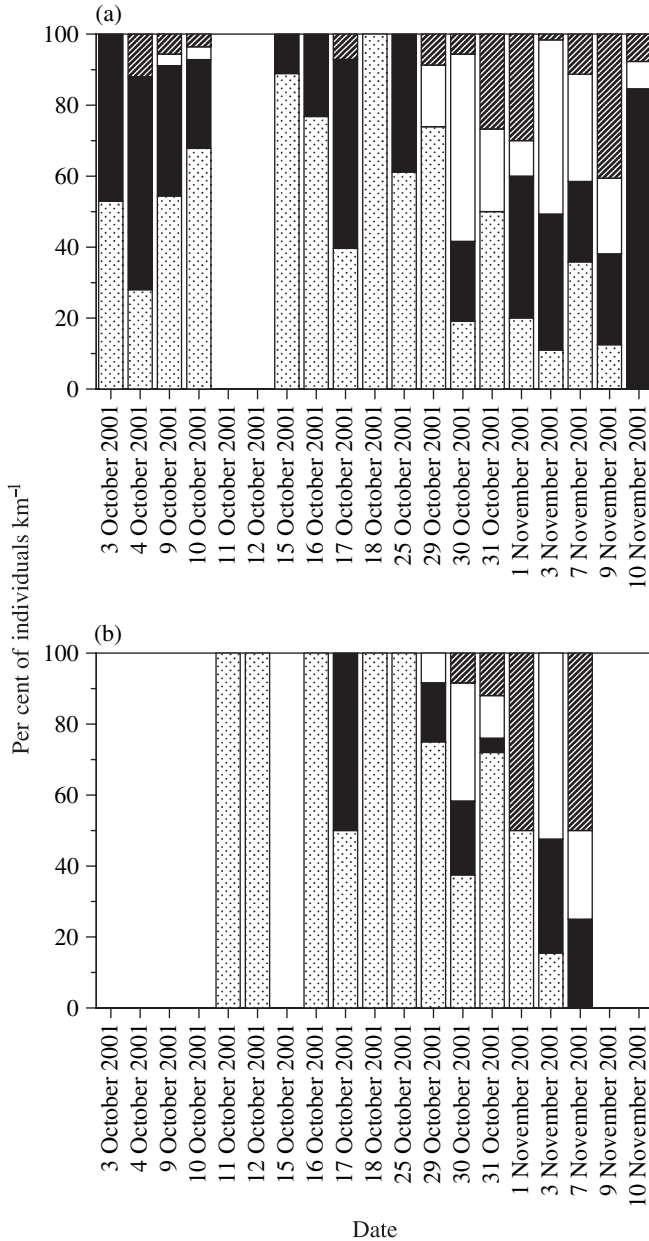 (a)
100
80
60
40
20
0
3 October 2001
4 October 2001
9 October 2001
10 October 2001
11 October 2001
12 October 2001
15 October 2001
16 October 2001
17 October 2001
18 October 2001
25 October 2001
29 October 2001
30 October 2001
31 October 2001
1 November 2001
3 November 2001
7 November 2001
9 November 2001
10 November 2001
Per cent of individuals km⁻¹
(b)
100
80
60
40
20
0
3 October 2001
4 October 2001
9 October 2001
10 October 2001
11 October 2001
12 October 2001
15 October 2001
16 October 2001
17 October 2001
18 October 2001
25 October 2001
29 October 2001
30 October 2001
31 October 2001
1 November 2001
3 November 2001
7 November 2001
9 November 2001
10 November 2001
Date